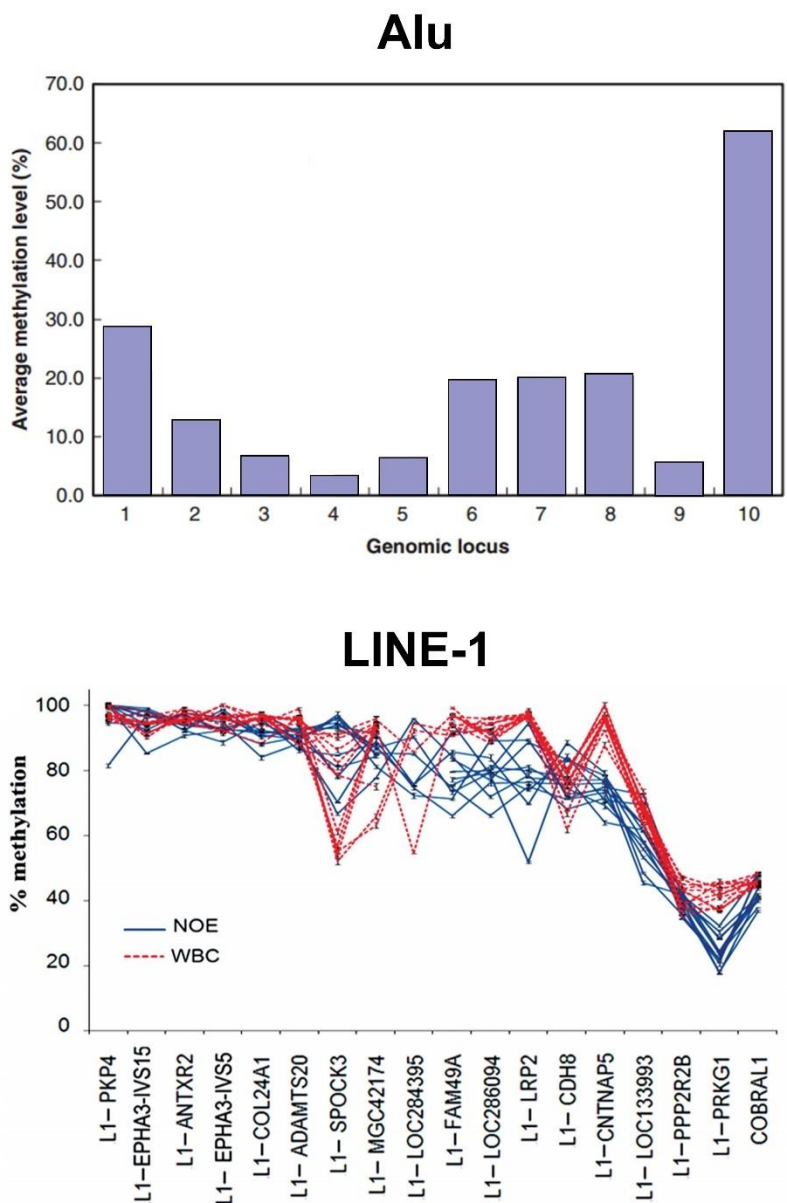 Alu
Average methylation level (%)
70.0
60.0
50.0
40.0
30.0
20.0
10.0
0.0
1 2 3 4 5 6 7 8 9 10
Genomic locus
LINE-1
% methylation
100
80
60
40
20
0
NOE
WBC
L1– PKP4
L1–EPHA3-IVS15
L1– ANTXR2
L1– EPHA3-IVS5
L1–COL24A1
L1– ADAMTS20
L1– SPOCK3
L1– MGC42174
L1– LOC284395
L1–FAM49A
L1–LOC286094
L1– LRP2
L1– CDH8
L1–CNTNAP5
L1– LOC133993
L1–PPP2R2B
L1–PRKG1
COBRAL1